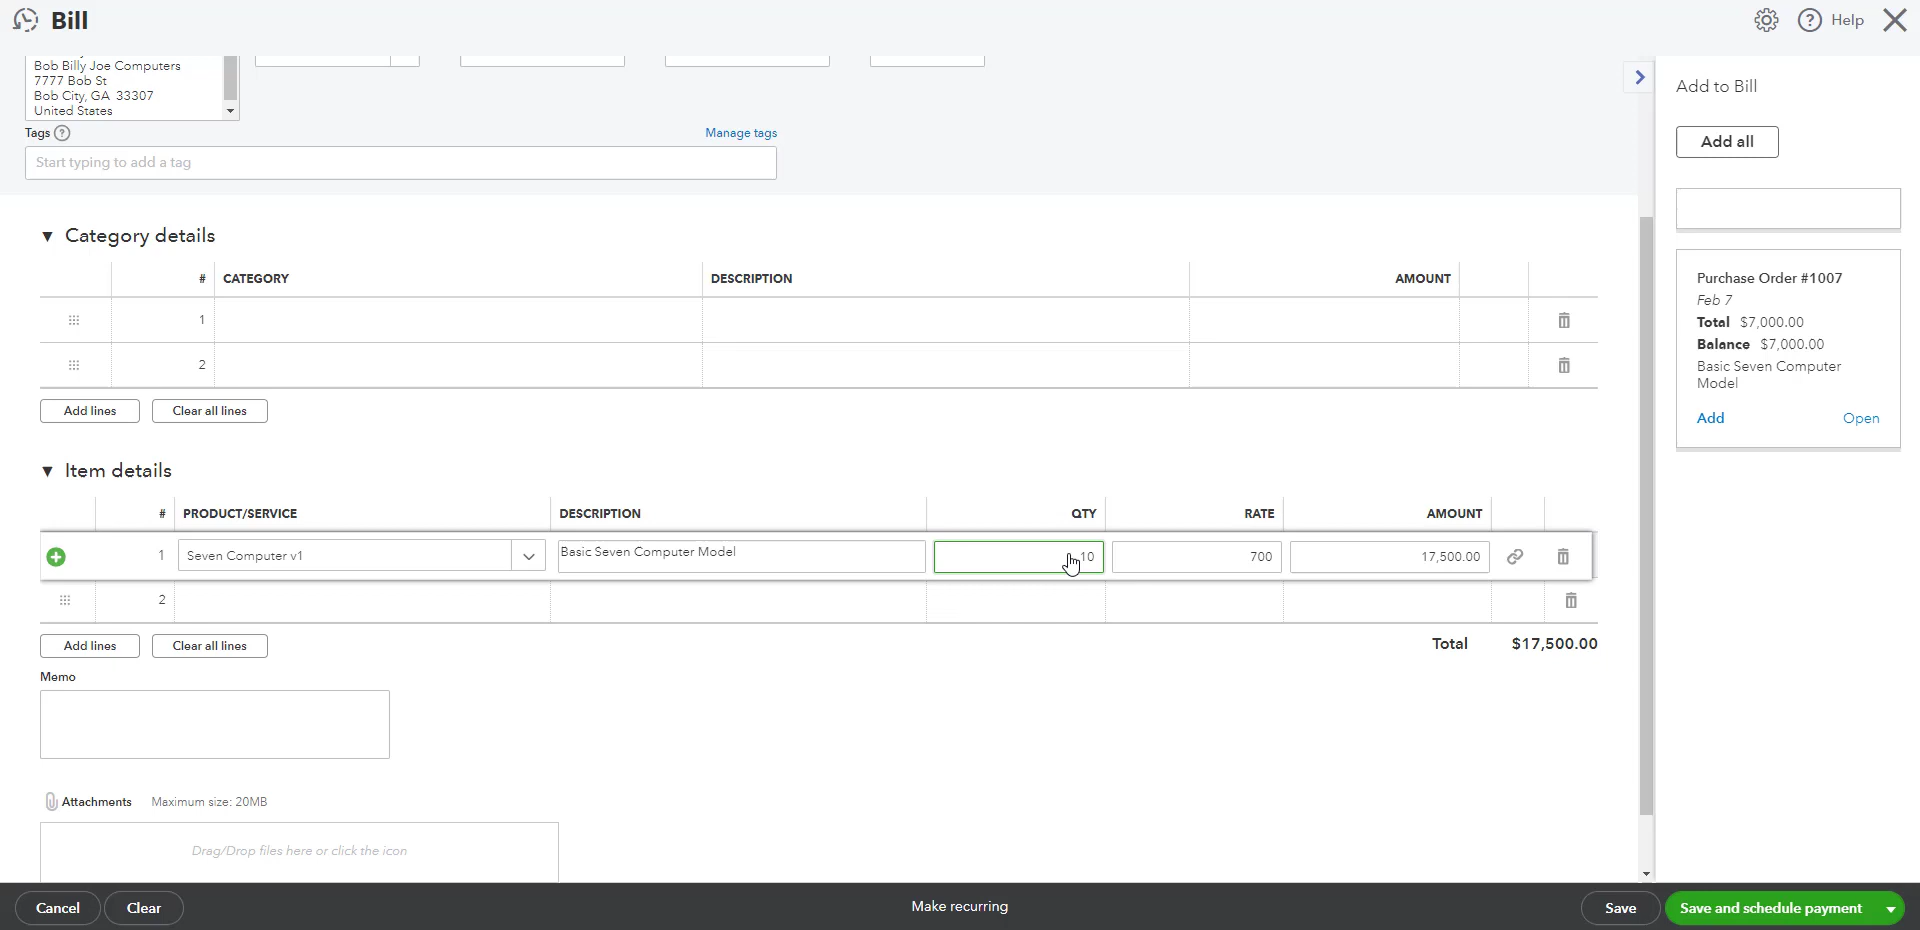 Bill
Help
Bob Billy Joe Computers
7777 Bob St
Bob City, GA 33307
United States
Tags
Manage tags
Start typing to add a tag
Category details
# CATEGORY DESCRIPTION AMOUNT
1
2
Add lines Clear all lines
Item details
# PRODUCT/SERVICE DESCRIPTION QTY RATE AMOUNT
1 Seven Computer v1 Basic Seven Computer Model 10 700 17,500.00
2
Add lines Clear all lines
Total $17,500.00
Memo
Attachments Maximum size: 20MB
Drag/Drop files here or click the icon
Add to Bill
Add all
Purchase Order #1007
Feb 7
Total $7,000.00
Balance $7,000.00
Basic Seven Computer
Model
Add Open
Cancel Clear Make recurring Save Save and schedule payment